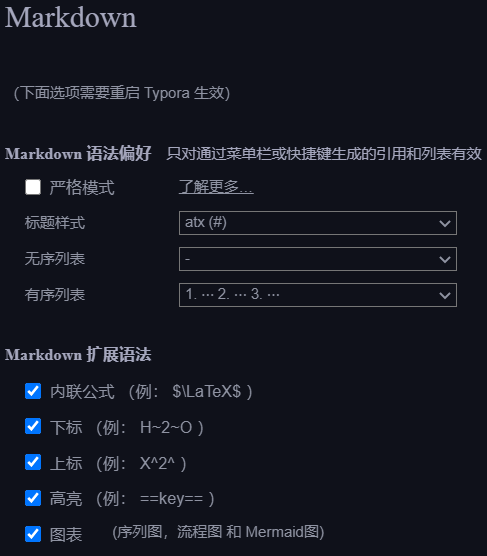 Markdown
(下面选项需要重启 Typora 生效)
Markdown 语法偏好 只对通过菜单栏或快捷键生成的引用和列表有效
严格模式 了解更多...
标题样式 atx (#)
无序列表 -
有序列表 1. ··· 2. ··· 3. ···
Markdown 扩展语法
内联公式 （例： $\LaTeX$ ）
下标 （例： H~2~O ）
上标 （例： X^2^ ）
高亮 （例： ==key== ）
图表 (序列图，流程图 和 Mermaid图)